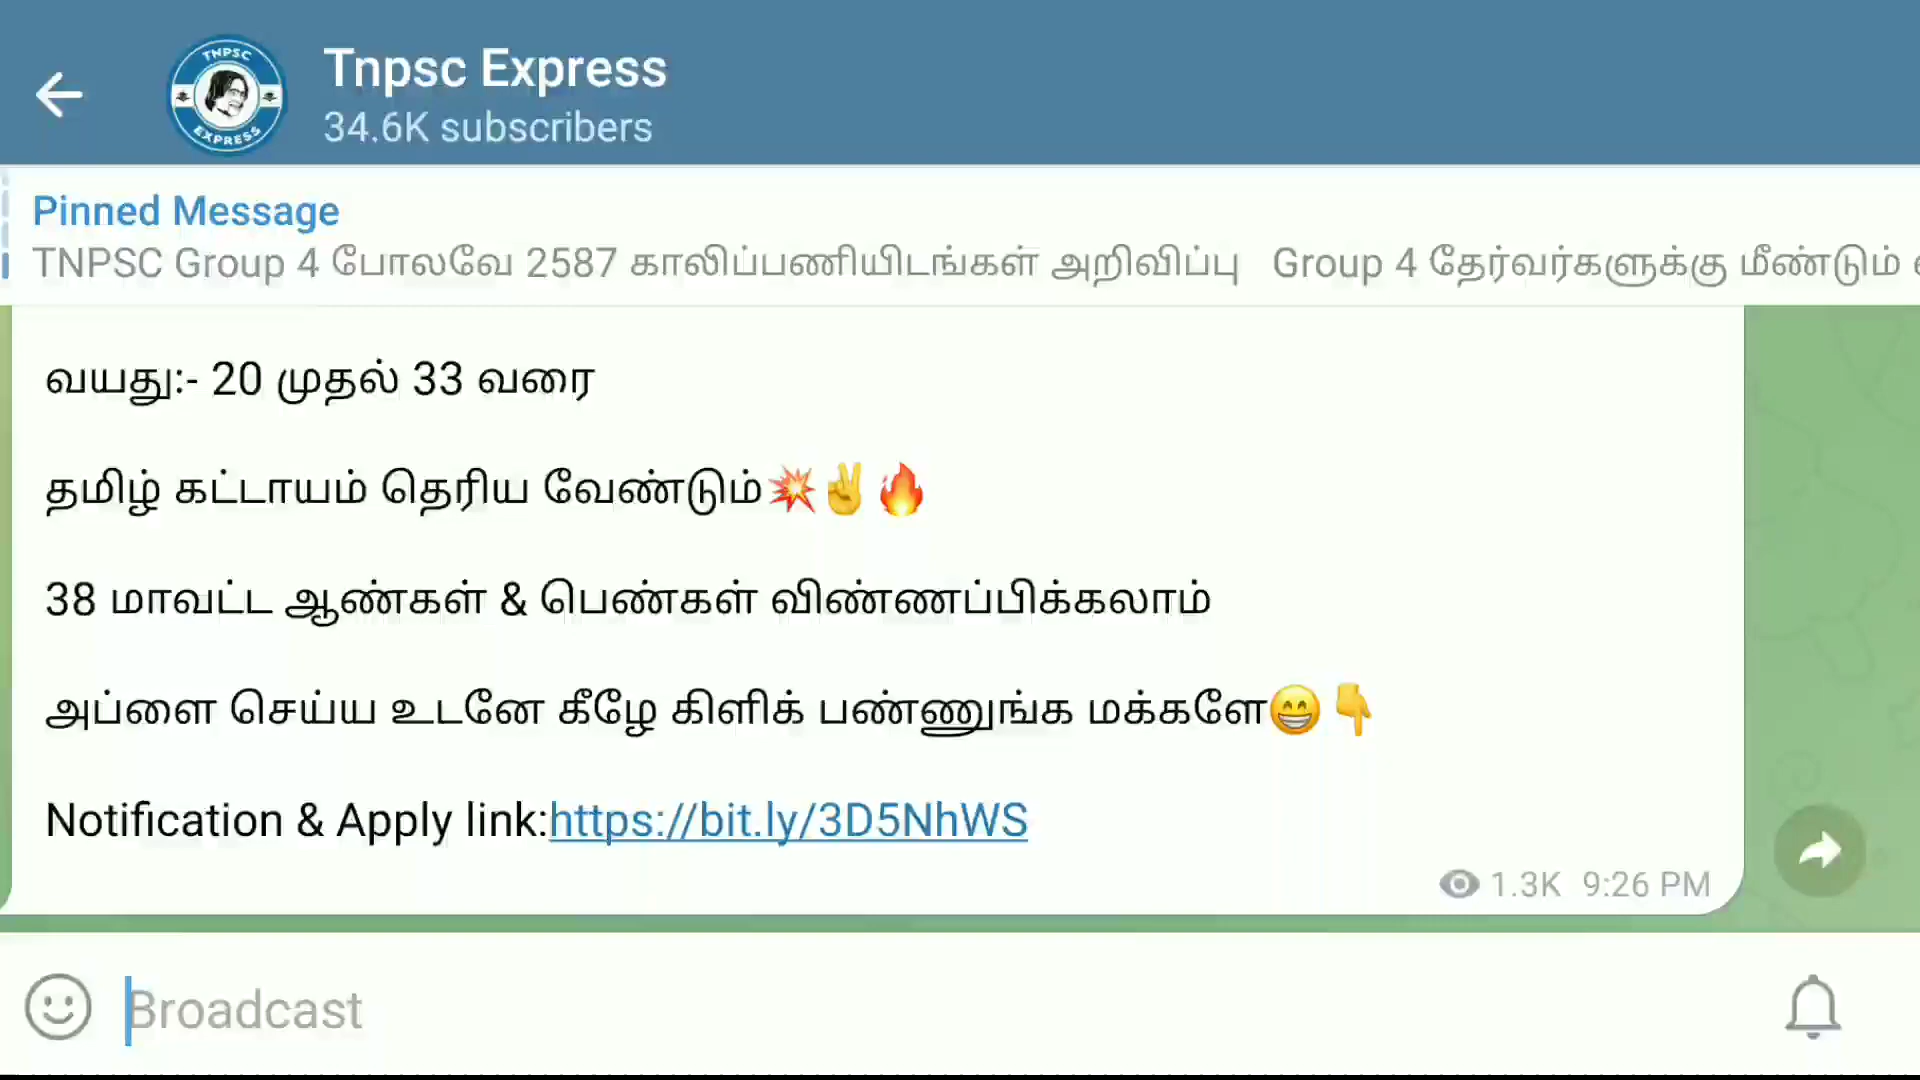 TNPSC
EXPRESS
Tnpsc Express
34.6K subscribers
Pinned Message
TNPSC Group 4 போலவே 2587 காலிப்பணியிடங்கள் அறிவிப்பு Group 4 தேர்வர்களுக்கு மீண்டும்
வயது:- 20 முதல் 33 வரை
தமிழ் கட்டாயம் தெரிய வேண்டும்💥✌️🔥
38 மாவட்ட ஆண்கள் & பெண்கள் விண்ணப்பிக்கலாம்
அப்ளை செய்ய உடனே கீழே கிளிக் பண்ணுங்க மக்களே😁👇
Notification & Apply link:https://bit.ly/3D5NhWS
1.3K 9:26 PM
Broadcast